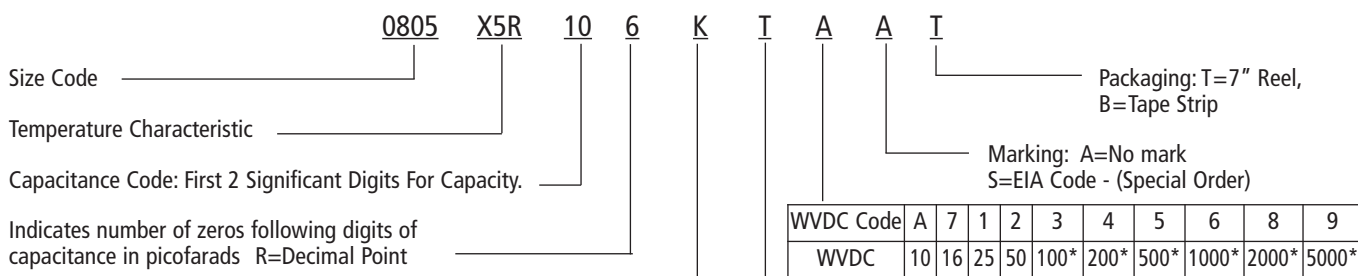 0805 X5R 10 6 K T A A T
Size Code
Packaging: T=7" Reel,
B=Tape Strip
Temperature Characteristic
Marking: A=No mark
S=EIA Code - (Special Order)
Capacitance Code: First 2 Significant Digits For Capacity.
Indicates number of zeros following digits of
capacitance in picofarads R=Decimal Point
WVDC Code A 7 1 2 3 4 5 6 8 9
WVDC 10 16 25 50 100* 200* 500* 1000* 2000* 5000*